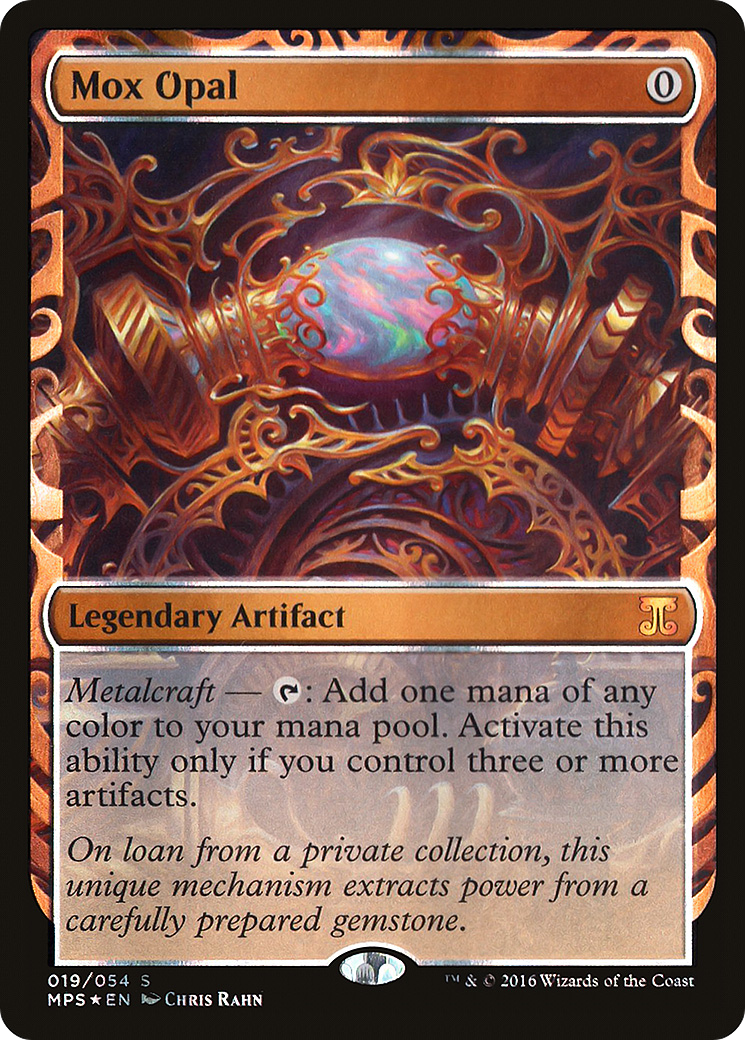 Mox Opal 0
Legendary Artifact
Metalcraft — : Add one mana of any
color to your mana pool. Activate this
ability only if you control three or more
artifacts.
On loan from a private collection, this
unique mechanism extracts power from a
carefully prepared gemstone.
019/054 S
MPS★EN Chris Rahn
™ & © 2016 Wizards of the Coast